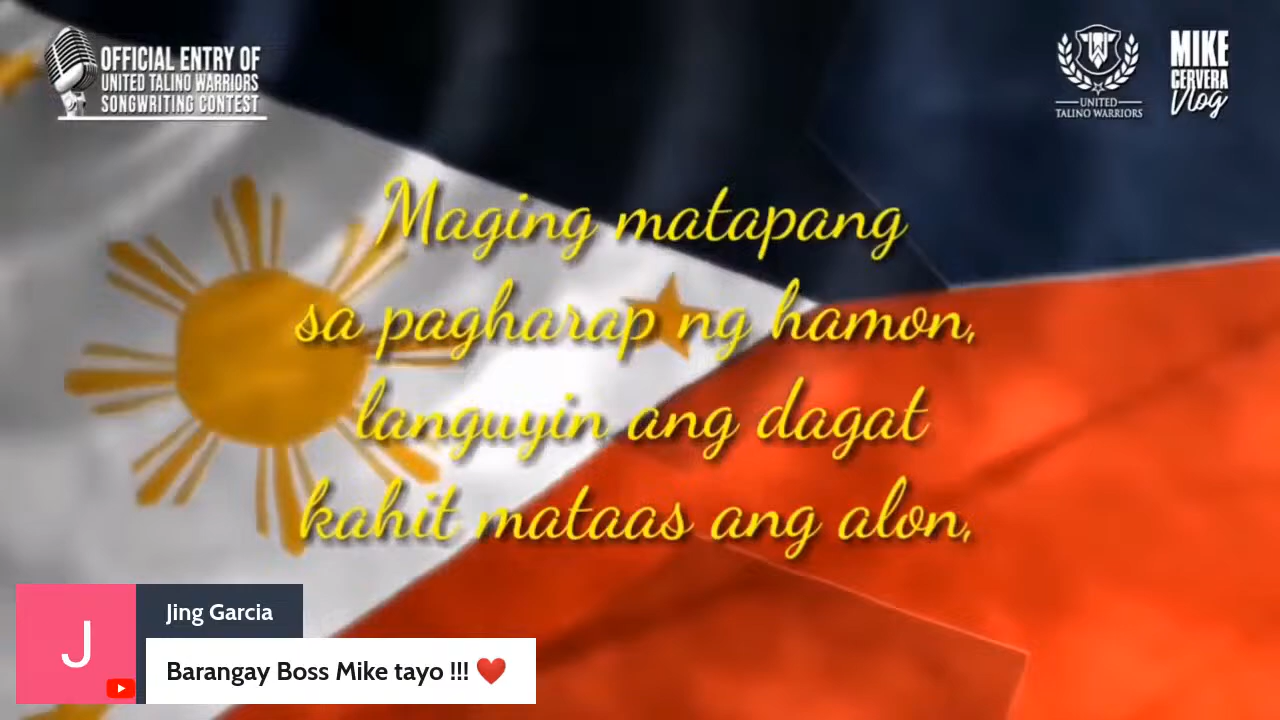 OFFICIAL ENTRY OF
UNITED TALINO WARRIORS
SONGWRITING CONTEST
UNITED
TALINO WARRIORS
MIKE
CERVERA
Vlog
Maging matapang
sa pagharap ng hamon,
languyin ang dagat
kahit mataas ang alon,
J
Jing Garcia
Barangay Boss Mike tayo !!! ❤️